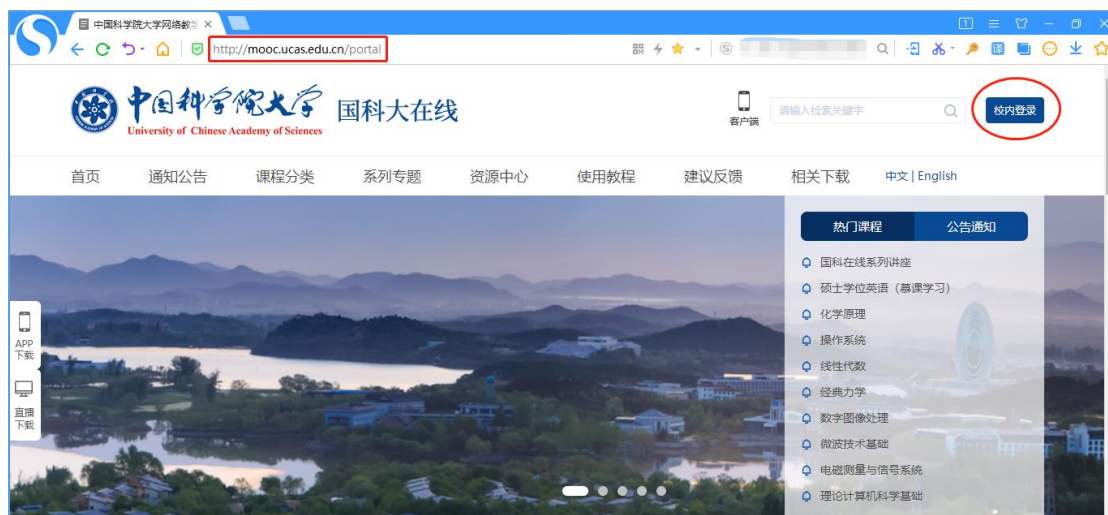 中国科学院大学网络教学
http://mooc.ucas.edu.cn/portal
中国科学院大学
University of Chinese Academy of Sciences
国科大在线
客户端
请输入检索关键字
校内登录
首页
通知公告
课程分类
系列专题
资源中心
使用教程
建议反馈
相关下载
中文 | English
热门课程
公告通知
国科在线系列讲座
硕士学位英语（慕课学习）
化学原理
操作系统
线性代数
经典力学
数字图像处理
微波技术基础
电磁测量与信号系统
理论计算机科学基础
APP
下载
直播
下载